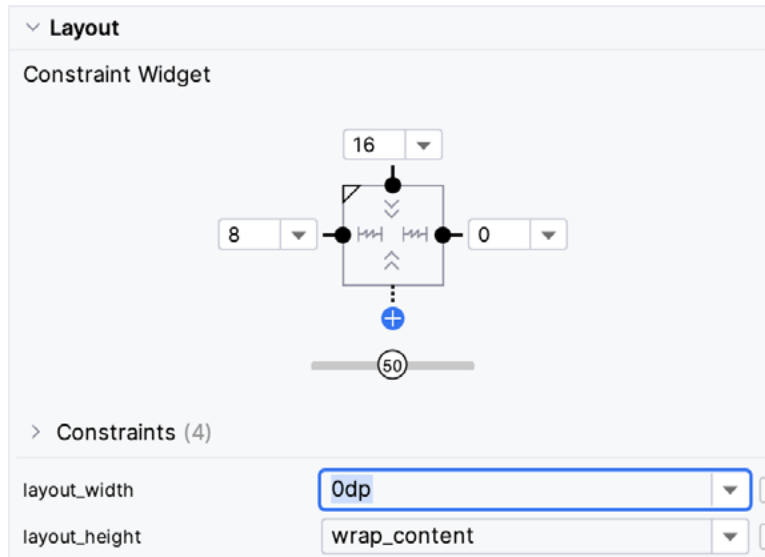 Layout
Constraint Widget
16
8
0
50
Constraints (4)
layout_width 0dp
layout_height wrap_content